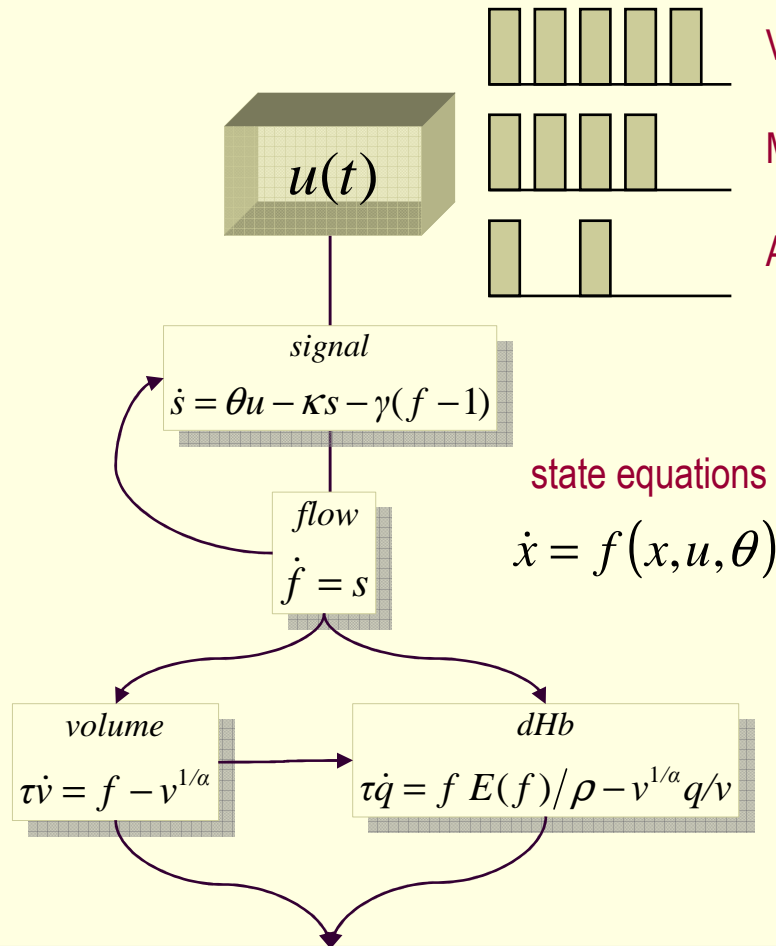 V
M
A
u(t)
signal
ṡ = θu − κs − γ(f − 1)
flow
ḟ = s
state equations
ẋ = f(x, u, θ)
volume
τv̇ = f − v^{1/α}
dHb
τq̇ = f E(f)/ρ − v^{1/α} q/v